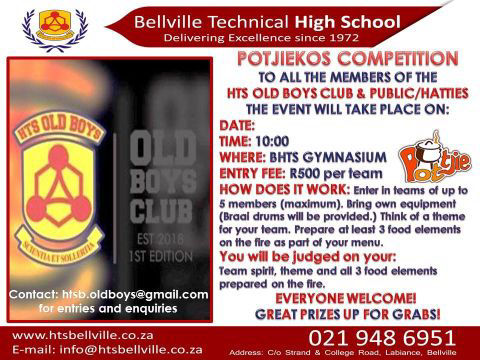 Bellville Technical High School
Delivering Excellence since 1972
POTJIEKOS COMPETITION
TO ALL THE MEMBERS OF THE
HTS OLD BOYS CLUB & PUBLIC/HATTIES
THE EVENT WILL TAKE PLACE ON:
DATE:
TIME: 10:00
WHERE: BHTS GYMNASIUM
ENTRY FEE: R500 per team
Potjie
HOW DOES IT WORK: Enter in teams of up to
5 members (maximum). Bring own equipment
(Braai drums will be provided.) Think of a theme
for your team. Prepare at least 3 food elements
on the fire as part of your menu.
You will be judged on your:
Team spirit, theme and all 3 food elements
prepared on the fire.
EVERYONE WELCOME!
GREAT PRIZES UP FOR GRABS!
HTS OLD BOYS
SCIENTIA ET SOLLERTIA
OLD
BOYS
CLUB
EST 2018
1ST EDITION
Contact: htsb.oldboys@gmail.com
for entries and enquiries
www.htsbellville.co.za
E-mail: info@htsbellville.co.za
021 948 6951
Address: C/o Strand & College Road, Labiance, Bellville